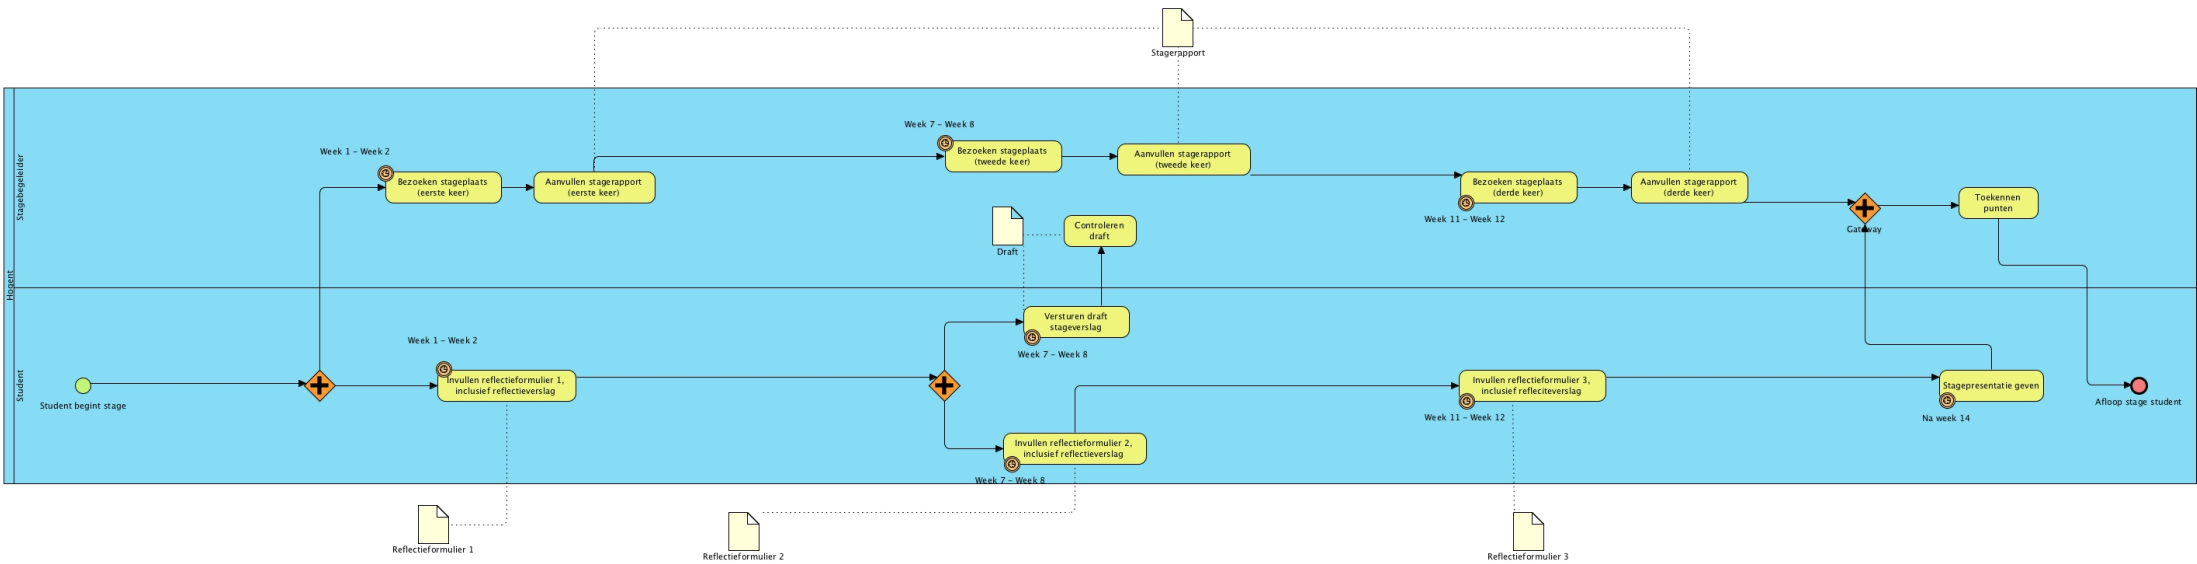 Stagerapport
Hogent
Stagebegeleider
Week 1 – Week 2
Bezoeken stageplaats
(eerste keer)
Aanvullen stagerapport
(eerste keer)
Week 7 – Week 8
Bezoeken stageplaats
(tweede keer)
Aanvullen stagerapport
(tweede keer)
Bezoeken stageplaats
(derde keer)
Week 11 – Week 12
Aanvullen stagerapport
(derde keer)
Gateway
Toekennen
punten
Draft
Controleren
draft
Student
Student begint stage
Week 1 – Week 2
Invullen reflectieformulier 1,
inclusief reflectieverslag
Versturen draft
stageverslag
Week 7 – Week 8
Invullen reflectieformulier 2,
inclusief reflectieverslag
Week 7 – Week 8
Invullen reflectieformulier 3,
inclusief refleciteverslag
Week 11 – Week 12
Stagepresentatie geven
Na week 14
Afloop stage student
Reflectieformulier 1
Reflectieformulier 2
Reflectieformulier 3